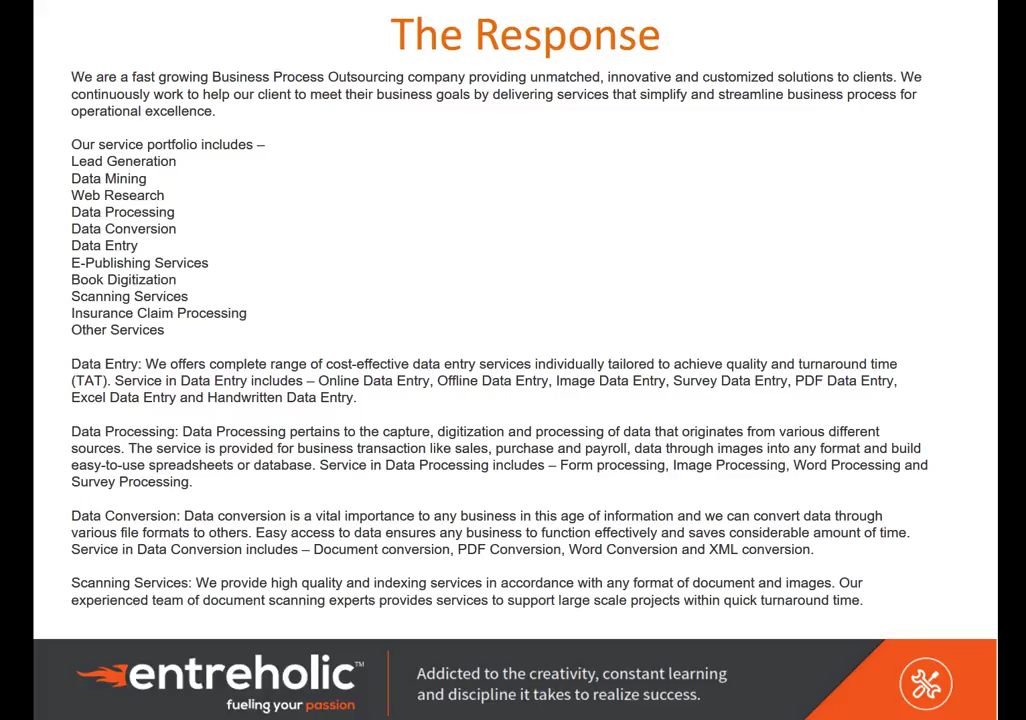 The Response
We are a fast growing Business Process Outsourcing company providing unmatched, innovative and customized solutions to clients. We
continuously work to help our client to meet their business goals by delivering services that simplify and streamline business process for
operational excellence.
Our service portfolio includes –
Lead Generation
Data Mining
Web Research
Data Processing
Data Conversion
Data Entry
E-Publishing Services
Book Digitization
Scanning Services
Insurance Claim Processing
Other Services
Data Entry: We offers complete range of cost-effective data entry services individually tailored to achieve quality and turnaround time
(TAT). Service in Data Entry includes – Online Data Entry, Offline Data Entry, Image Data Entry, Survey Data Entry, PDF Data Entry,
Excel Data Entry and Handwritten Data Entry.
Data Processing: Data Processing pertains to the capture, digitization and processing of data that originates from various different
sources. The service is provided for business transaction like sales, purchase and payroll, data through images into any format and build
easy-to-use spreadsheets or database. Service in Data Processing includes – Form processing, Image Processing, Word Processing and
Survey Processing.
Data Conversion: Data conversion is a vital importance to any business in this age of information and we can convert data through
various file formats to others. Easy access to data ensures any business to function effectively and saves considerable amount of time.
Service in Data Conversion includes – Document conversion, PDF Conversion, Word Conversion and XML conversion.
Scanning Services: We provide high quality and indexing services in accordance with any format of document and images. Our
experienced team of document scanning experts provides services to support large scale projects within quick turnaround time.
entreholic™
fueling your passion
Addicted to the creativity, constant learning
and discipline it takes to realize success.